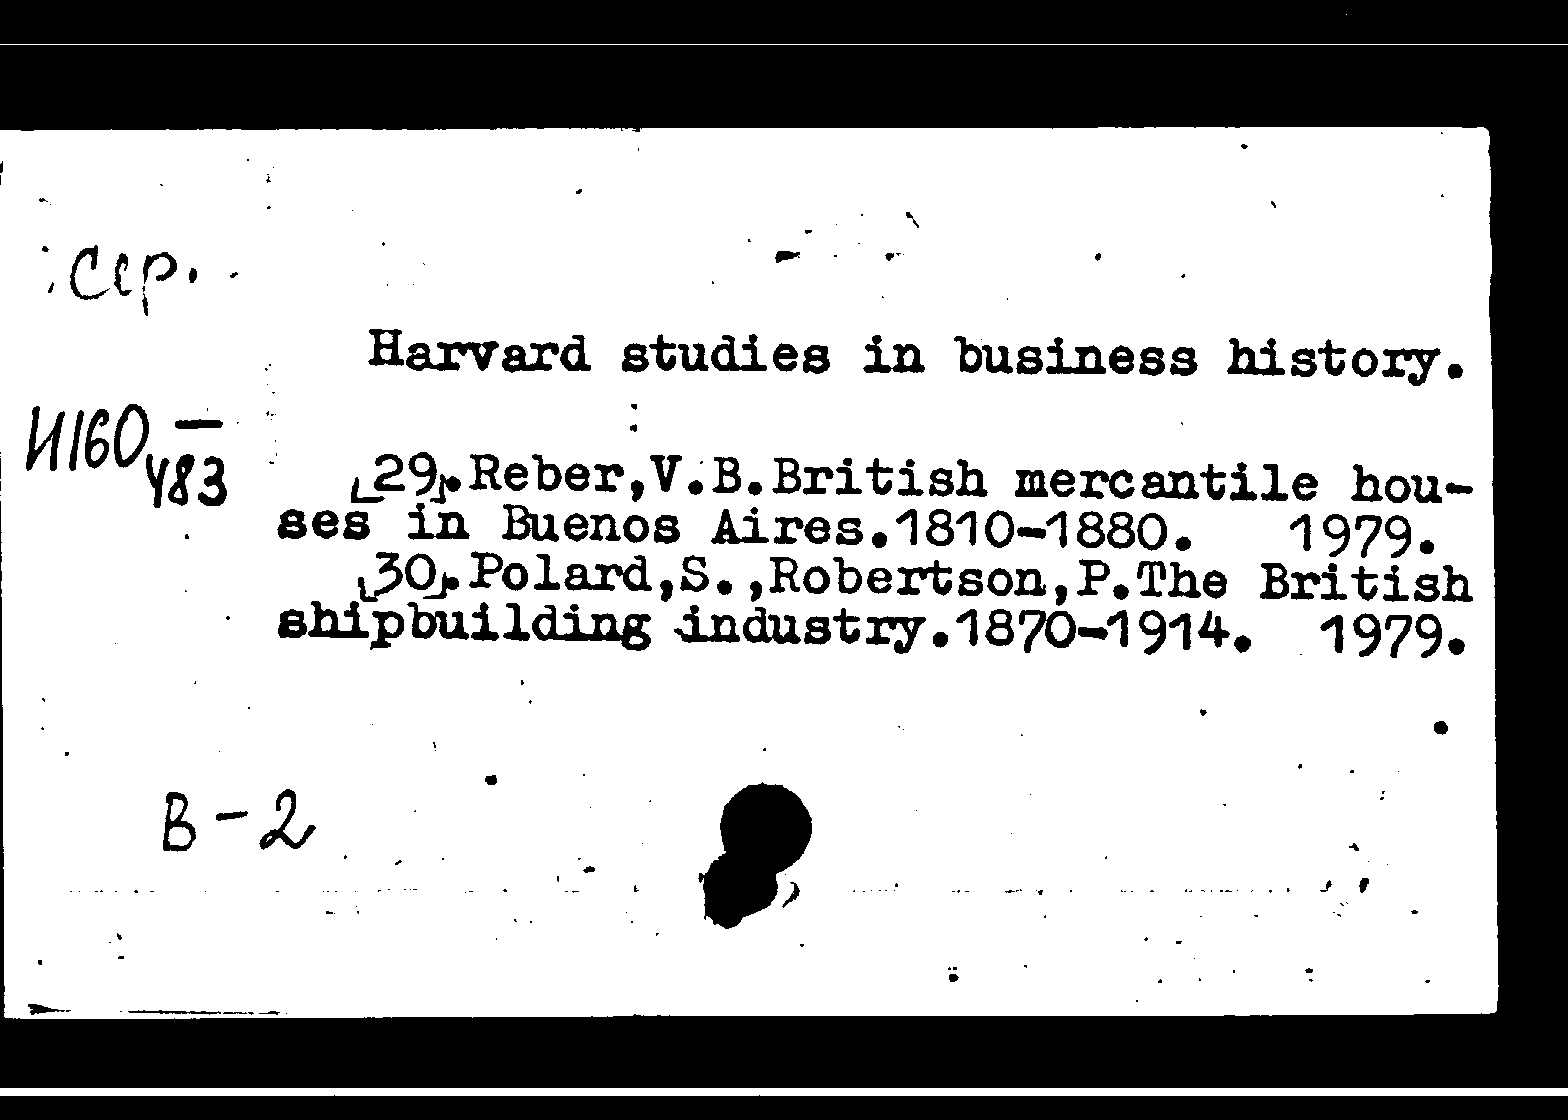 Сер.
Harvard studies in business history.
И160 —
483
[29]. Reber,V.B.British mercantile hou-
ses in Buenos Aires.1810-1880. 1979.
[30]. Polard,S.,Robertson,P.The British
shipbuilding industry.1870-1914. 1979.
В-2